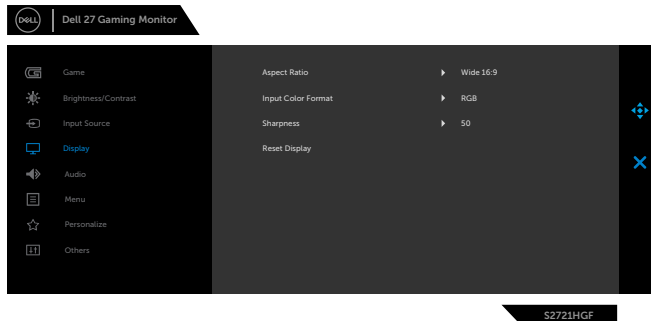 DELL
Dell 27 Gaming Monitor
Game
Aspect Ratio
Wide 16:9
Brightness/Contrast
Input Color Format
RGB
Input Source
Sharpness
50
Display
Reset Display
Audio
Menu
Personalize
Others
S2721HGF